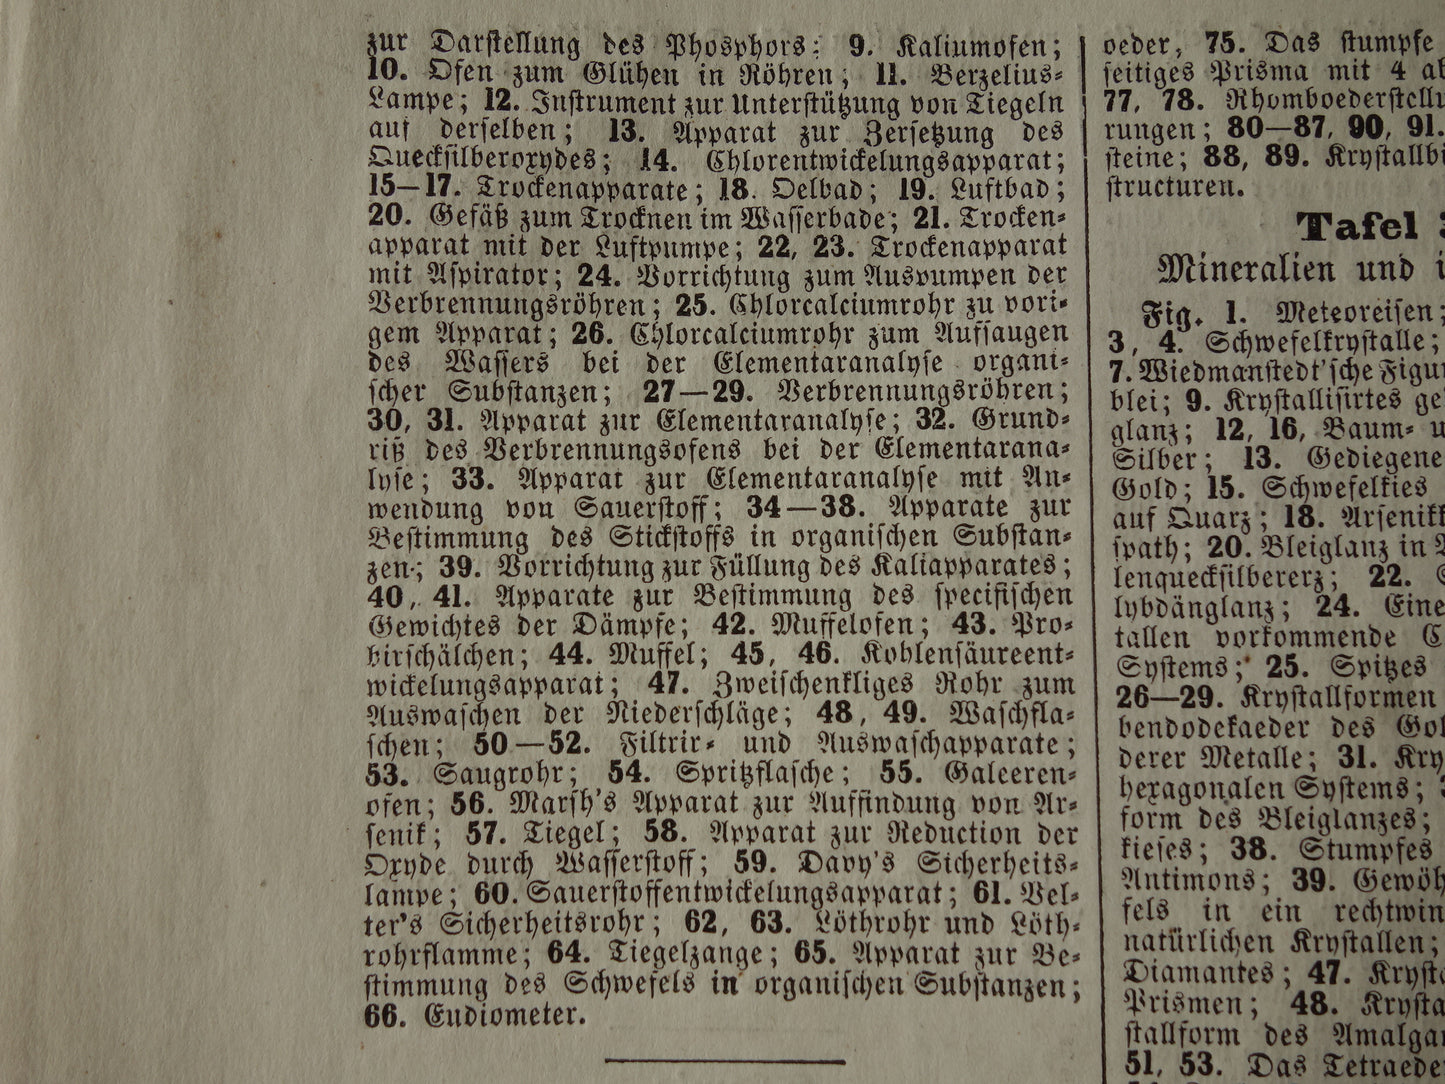 zur Darſtellung des Phosphors; 9. Kaliumofen;
10. Ofen zum Glühen in Röhren; 11. Berzelius-
Lampe; 12. Inſtrument zur Unterſtützung von Tiegeln
auf derſelben; 13. Apparat zur Zerſetzung des
Queckſilberoxydes; 14. Chlorentwickelungsapparat;
15—17. Trockenapparate; 18. Oelbad; 19. Luftbad;
20. Gefäß zum Trocknen im Waſſerbade; 21. Trocken-
apparat mit der Luftpumpe; 22, 23. Trockenapparat
mit Aſpirator; 24. Vorrichtung zum Auspumpen der
Verbrennungsröhren; 25. Chlorcalciumrohr zu vori-
gem Apparat; 26. Chlorcalciumrohr zum Aufſaugen
des Waſſers bei der Elementaranalyſe organi-
ſcher Subſtanzen; 27—29. Verbrennungsröhren;
30, 31. Apparat zur Elementaranalyſe; 32. Grund-
riß des Verbrennungsofens bei der Elementarana-
lyſe; 33. Apparat zur Elementaranalyſe mit An-
wendung von Sauerſtoff; 34—38. Apparate zur
Beſtimmung des Stickſtoffs in organiſchen Subſtan-
zen; 39. Vorrichtung zur Füllung des Kaliapparates;
40, 41. Apparate zur Beſtimmung des ſpecifiſchen
Gewichtes der Dämpfe; 42. Muffelofen; 43. Pro-
birſchälchen; 44. Muffel; 45, 46. Kohlenſäureent-
wickelungsapparat; 47. Zweiſchenkliges Rohr zum
Auswaſchen der Niederſchläge; 48, 49. Waſchfla-
ſchen; 50—52. Filtrir- und Auswaſchapparate;
53. Saugrohr; 54. Spritzflaſche; 55. Galeeren-
ofen; 56. Marſh's Apparat zur Auffindung von Ar-
ſenik; 57. Tiegel; 58. Apparat zur Reduction der
Oxyde durch Waſſerſtoff; 59. Davy's Sicherheits-
lampe; 60. Sauerſtoffentwickelungsapparat; 61. Wel-
ter's Sicherheitsrohr; 62, 63. Löthrohr und Löth-
rohrflamme; 64. Tiegelzange; 65. Apparat zur Be-
ſtimmung des Schwefels in organiſchen Subſtanzen;
66. Eudiometer.
oeder, 75. Das ſtumpfe
ſeitiges Prisma mit 4 ab
77, 78. Rhomboederſtellu
rungen; 80—87, 90, 91.
ſteine; 88, 89. Kryſtallbi
ſtructuren.
Tafel
Mineralien und i
Fig. 1. Meteoreiſen;
3, 4. Schwefelkryſtalle;
7. Wiedmanſtedt'ſche Figur
blei; 9. Kryſtalliſirtes ge
glanz; 12, 16, Baum- u
Silber; 13. Gediegene
Gold; 15. Schwefelkies
auf Quarz; 18. Arſenikk
ſpath; 20. Bleiglanz in
lenqueckſilbererz; 22.
lybdänglanz; 24. Eine
tallen vorkommende C
Syſtems; 25. Spitzes
26—29. Kryſtallformen
bendodekaeder des Gol
derer Metalle; 31. Kry
hexagonalen Syſtems;
form des Bleiglanzes;
kieſes; 38. Stumpfes
Antimons; 39. Gewöh
fels in ein rechtwin
natürlichen Kryſtallen;
Diamantes; 47. Kryſta
Prismen; 48. Kryſta
ſtallform des Amalgam
51, 53. Das Tetraede